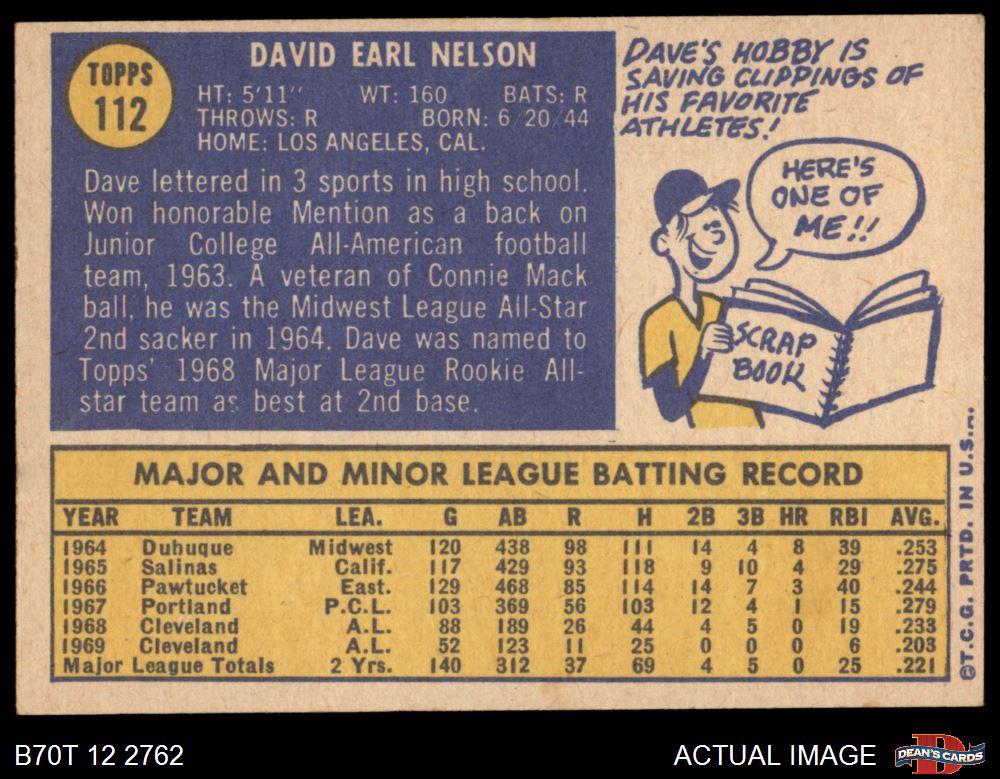 TOPPS
112
DAVID EARL NELSON
HT: 5'11" WT: 160 BATS: R
THROWS: R BORN: 6 20 44
HOME: LOS ANGELES, CAL.
Dave lettered in 3 sports in high school.
Won honorable Mention as a back on
Junior College All-American football
team, 1963. A veteran of Connie Mack
ball, he was the Midwest League All-Star
2nd sacker in 1964. Dave was named to
Topps' 1968 Major League Rookie All-
star team as best at 2nd base.
DAVE'S HOBBY IS
SAVING CLIPPINGS OF
HIS FAVORITE
ATHLETES!
HERE'S
ONE OF
ME!!
SCRAP
BOOK
MAJOR AND MINOR LEAGUE BATTING RECORD
YEAR TEAM LEA. G AB R H 2B 3B HR RBI AVG.
1964 Dubuque Midwest 120 438 98 111 14 4 8 39 .253
1965 Salinas Calif. 117 429 93 118 9 10 4 29 .275
1966 Pawtucket East. 129 468 85 114 14 7 3 40 .244
1967 Portland P.C.L. 103 369 56 103 12 4 1 15 .279
1968 Cleveland A.L. 88 189 26 44 4 5 0 19 .233
1969 Cleveland A.L. 52 123 11 25 0 0 0 6 .203
Major League Totals 2 Yrs. 140 312 37 69 4 5 0 25 .221
©T.C.G. PRTD. IN U.S.A.
B70T 12 2762
ACTUAL IMAGE
DEAN'S CARDS